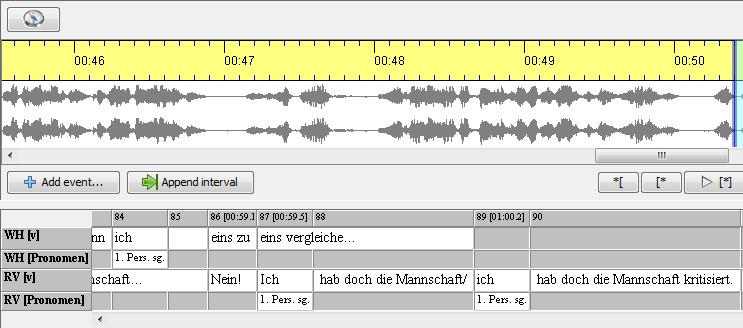 00:46 00:47 00:48 00:49 00:50
Add event... Append interval *[ [* [*]
84 85 86 [00:59.1] 87 [00:59.5] 88 89 [01:00.2] 90
WH [v] nn ich eins zu eins vergleiche...
WH [Pronomen] 1. Pers. sg.
RV [v] schaft... Nein! Ich hab doch die Mannschaft/ ich hab doch die Mannschaft kritisiert.
RV [Pronomen] 1. Pers. sg. 1. Pers. sg.